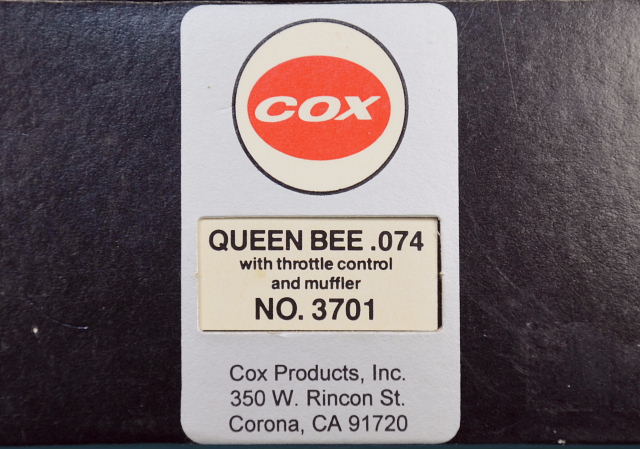 COX
QUEEN BEE .074
with throttle control
and muffler
NO. 3701
Cox Products, Inc.
350 W. Rincon St.
Corona, CA 91720